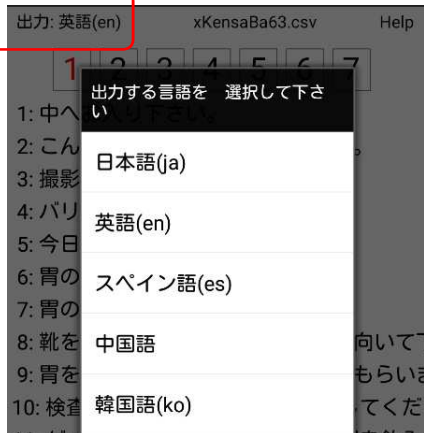 出力: 英語(en) xKensaBa63.csv Help
1 2 3 4 5 6 7
出力する言語を 選択して下さ
い
1: 中へ
2: こん
3: 撮影
4: バリ
5: 今日
6: 胃の
7: 胃の
8: 靴を 向いて
9: 胃を もらいま
10: 検査 てくだ
日本語(ja)
英語(en)
スペイン語(es)
中国語
韓国語(ko)